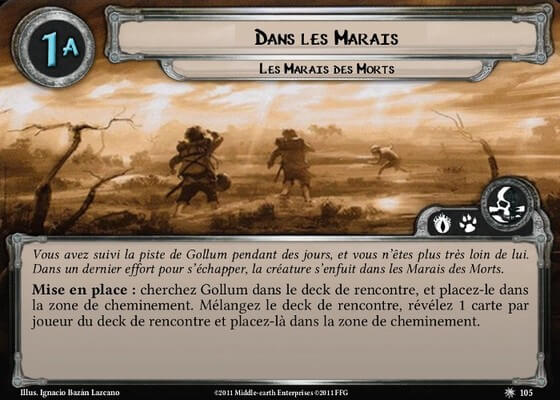 1A
Dans les Marais
Les Marais des Morts
Vous avez suivi la piste de Gollum pendant des jours, et vous n'êtes plus très loin de lui.
Dans un dernier effort pour s'échapper, la créature s'enfuit dans les Marais des Morts.
Mise en place : cherchez Gollum dans le deck de rencontre, et placez-le dans
la zone de cheminement. Mélangez le deck de rencontre, révélez 1 carte par
joueur du deck de rencontre et placez-là dans la zone de cheminement.
Illus. Ignacio Bazán Lazcano
©2011 Middle-earth Enterprises ©2011 FFG
105